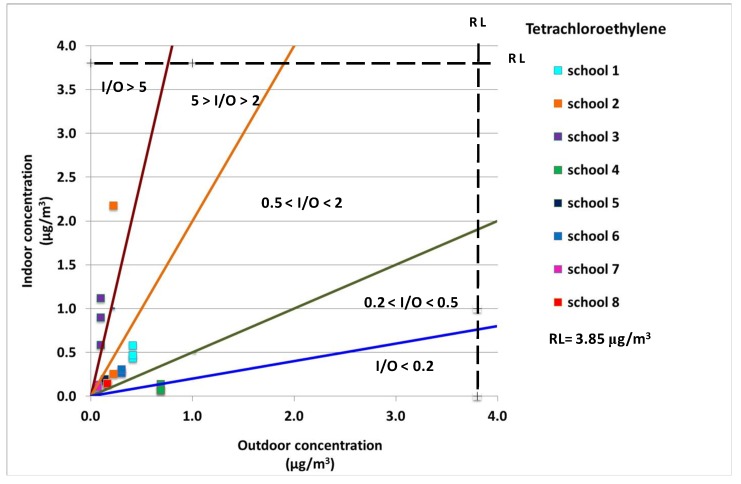 RL
Tetrachloroethylene
4.0
RL
I/O > 5
school 1
3.5
5 > I/O > 2
school 2
3.0
school 3
2.5
school 4
0.5 < I/O < 2
school 5
2.0
school 6
1.5
school 7
1.0
0.2 < I/O < 0.5
school 8
RL= 3.85 µg/m³
0.5
I/O < 0.2
0.0
Indoor concentration
(µg/m³)
0.0 1.0 2.0 3.0 4.0
Outdoor concentration
(µg/m³)